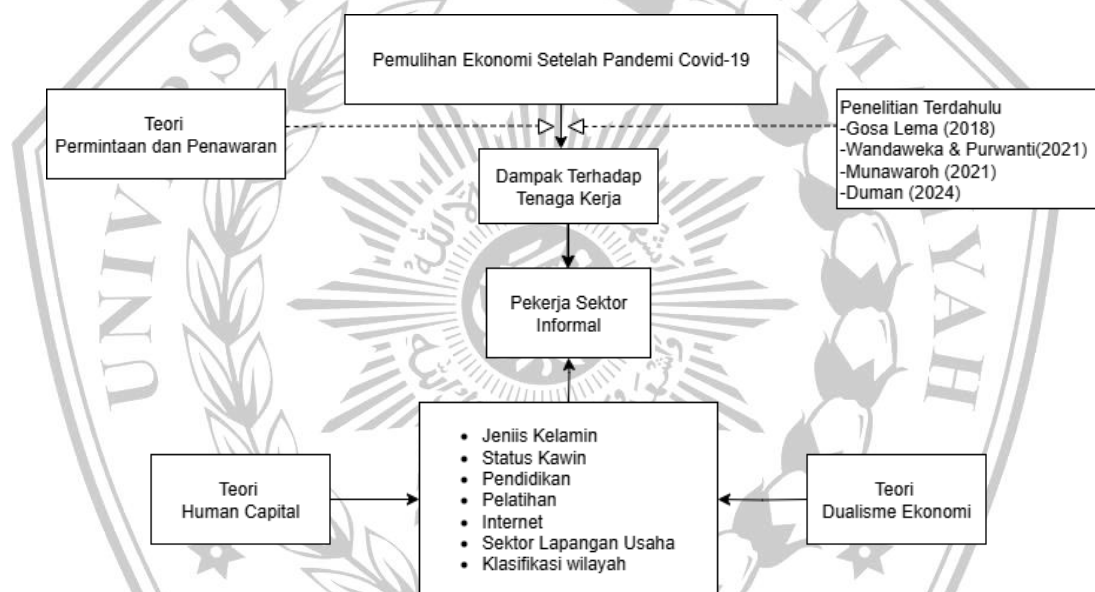 Pemulihan Ekonomi Setelah Pandemi Covid-19
Teori
Permintaan dan Penawaran
Penelitian Terdahulu
-Gosa Lema (2018)
-Wandaweka & Purwanti(2021)
-Munawaroh (2021)
-Duman (2024)
Dampak Terhadap
Tenaga Kerja
Pekerja Sektor
Informal
• Jeniis Kelamin
• Status Kawin
• Pendidikan
• Pelatihan
• Internet
• Sektor Lapangan Usaha
• Klasifikasi wilayah
Teori
Human Capital
Teori
Dualisme Ekonomi